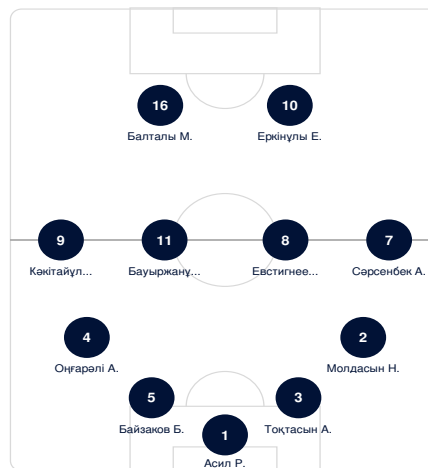 16
10
Балталы М.
Еркінұлы Е.
9
11
8
7
Кәкітайұл...
Бауыржанұ...
Евстигнее...
Сәрсенбек А.
4
2
Оңғарәлі А.
Молдасын Н.
5
3
Байзаков Б.
Тоқтасын А.
1
Асил Р.